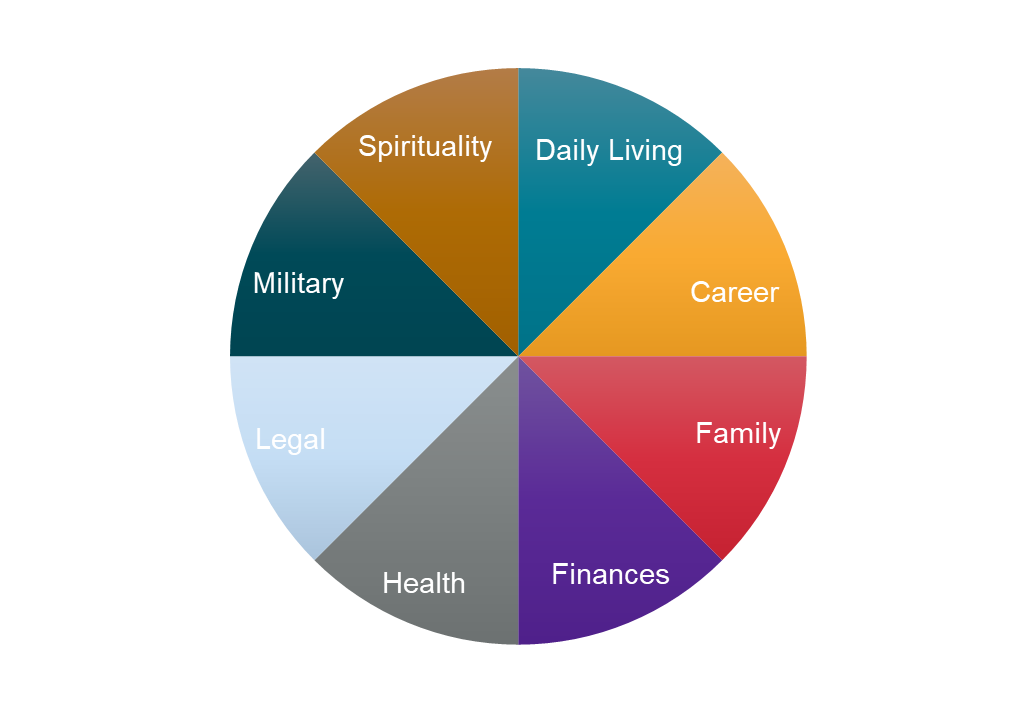 Spirituality
Daily Living
Military
Career
Legal
Family
Health
Finances